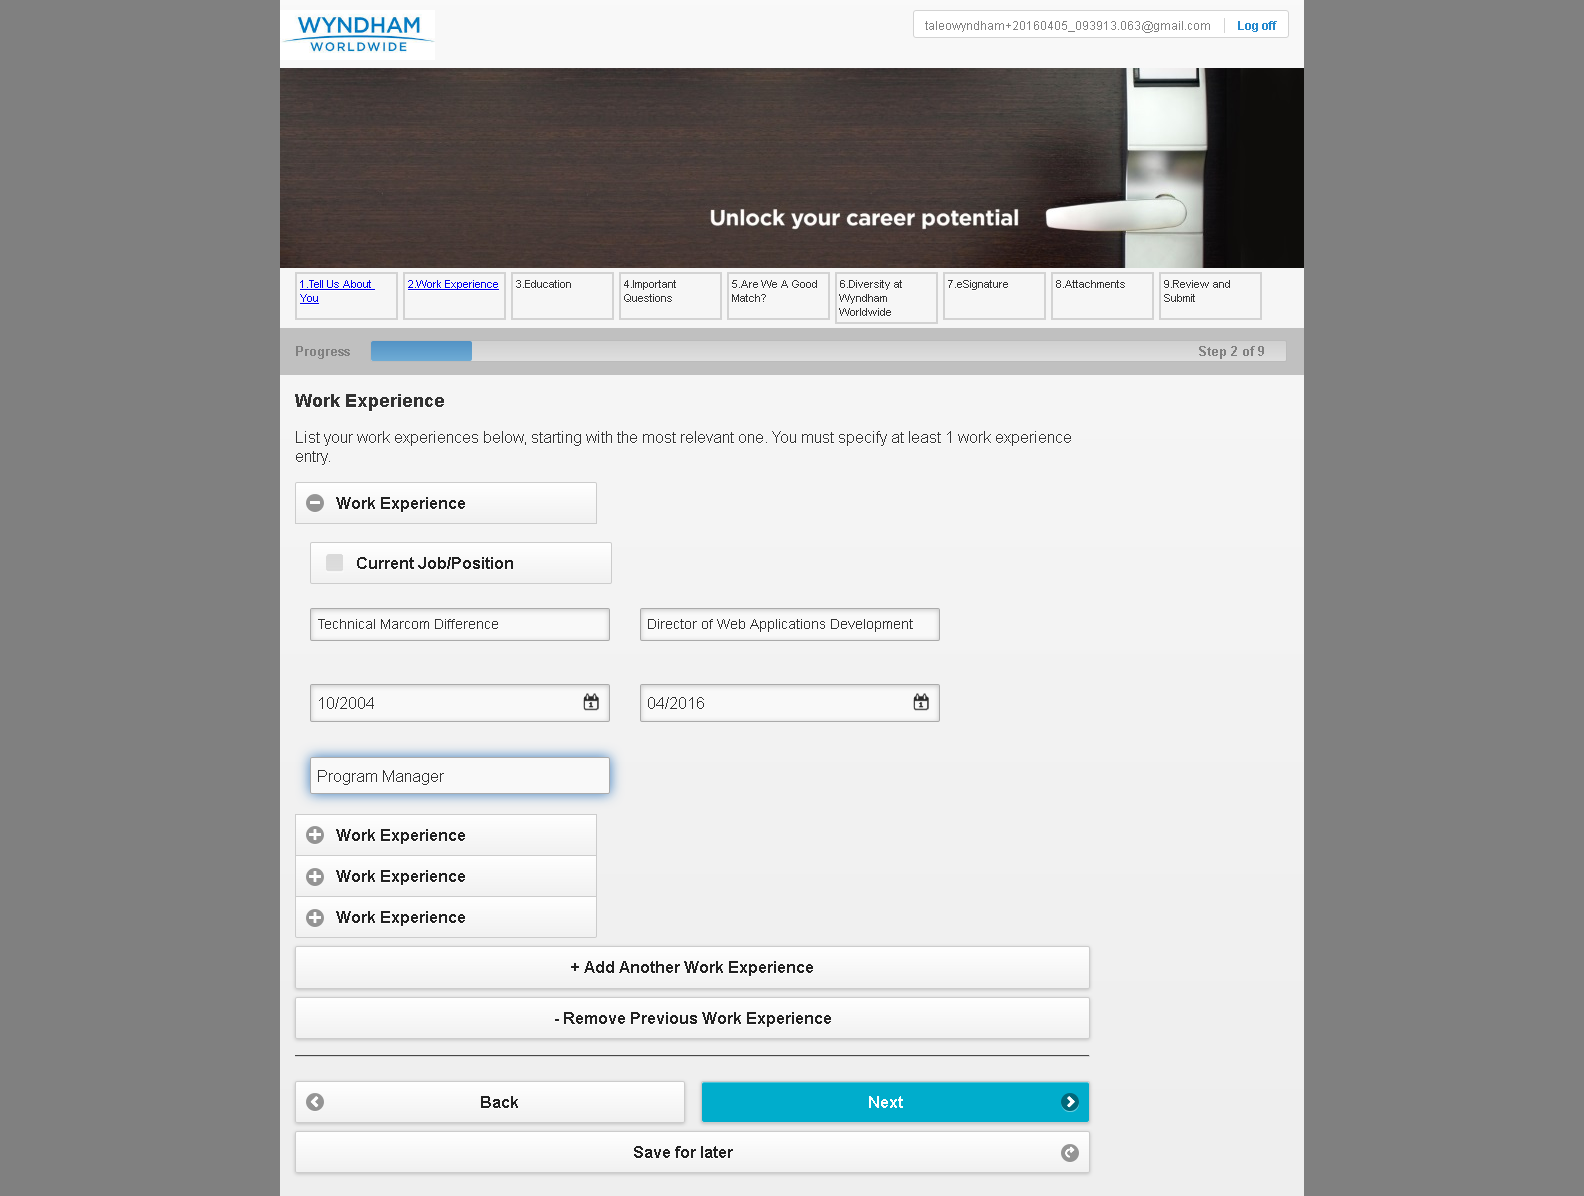 WYNDHAM
WORLDWIDE
taleowyndham+20160405_093913.063@gmail.com
Log off
Unlock your career potential
1.Tell Us About
You
2.Work Experience
3.Education
4.Important
Questions
5.Are We A Good
Match?
6.Diversity at
Wyndham
Worldwide
7.eSignature
8.Attachments
9.Review and
Submit
Progress
Step 2 of 9
Work Experience
List your work experiences below, starting with the most relevant one. You must specify at least 1 work experience
entry.
Work Experience
Current Job/Position
Technical Marcom Difference
Director of Web Applications Development
10/2004
04/2016
Program Manager
Work Experience
Work Experience
Work Experience
+ Add Another Work Experience
- Remove Previous Work Experience
Back
Next
Save for later